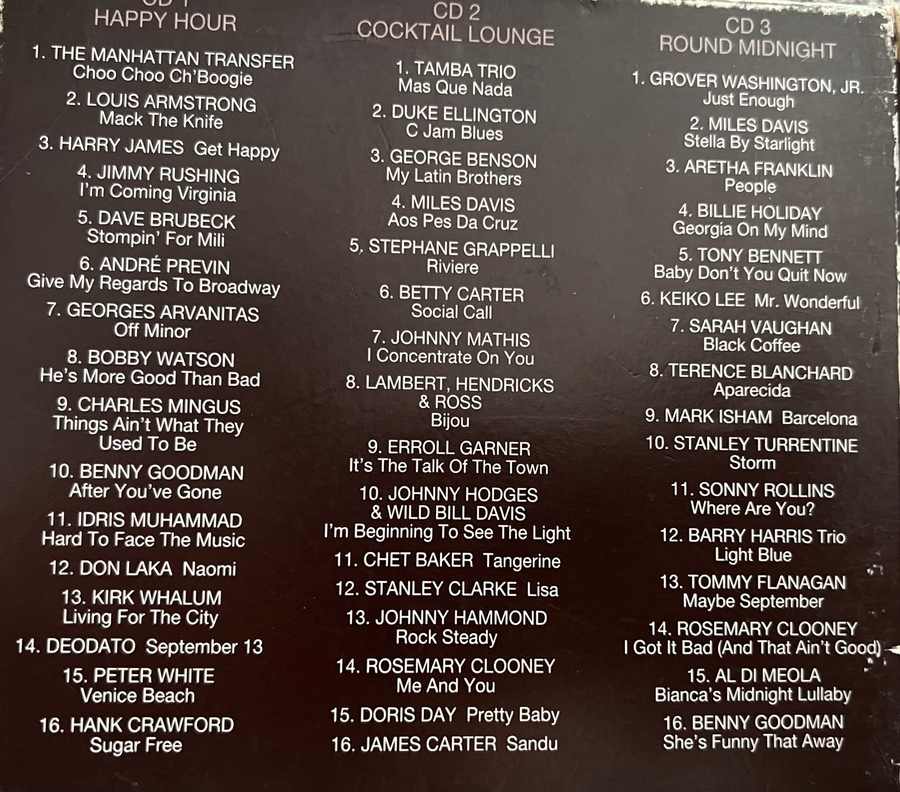 CD 1
HAPPY HOUR
1. THE MANHATTAN TRANSFER
Choo Choo Ch'Boogie
2. LOUIS ARMSTRONG
Mack The Knife
3. HARRY JAMES Get Happy
4. JIMMY RUSHING
I'm Coming Virginia
5. DAVE BRUBECK
Stompin' For Mili
6. ANDRÉ PREVIN
Give My Regards To Broadway
7. GEORGES ARVANITAS
Off Minor
8. BOBBY WATSON
He's More Good Than Bad
9. CHARLES MINGUS
Things Ain't What They
Used To Be
10. BENNY GOODMAN
After You've Gone
11. IDRIS MUHAMMAD
Hard To Face The Music
12. DON LAKA Naomi
13. KIRK WHALUM
Living For The City
14. DEODATO September 13
15. PETER WHITE
Venice Beach
16. HANK CRAWFORD
Sugar Free
CD 2
COCKTAIL LOUNGE
1. TAMBA TRIO
Mas Que Nada
2. DUKE ELLINGTON
C Jam Blues
3. GEORGE BENSON
My Latin Brothers
4. MILES DAVIS
Aos Pes Da Cruz
5. STEPHANE GRAPPELLI
Riviere
6. BETTY CARTER
Social Call
7. JOHNNY MATHIS
I Concentrate On You
8. LAMBERT, HENDRICKS
& ROSS
Bijou
9. ERROLL GARNER
It's The Talk Of The Town
10. JOHNNY HODGES
& WILD BILL DAVIS
I'm Beginning To See The Light
11. CHET BAKER Tangerine
12. STANLEY CLARKE Lisa
13. JOHNNY HAMMOND
Rock Steady
14. ROSEMARY CLOONEY
Me And You
15. DORIS DAY Pretty Baby
16. JAMES CARTER Sandu
CD 3
ROUND MIDNIGHT
1. GROVER WASHINGTON, JR.
Just Enough
2. MILES DAVIS
Stella By Starlight
3. ARETHA FRANKLIN
People
4. BILLIE HOLIDAY
Georgia On My Mind
5. TONY BENNETT
Baby Don't You Quit Now
6. KEIKO LEE Mr. Wonderful
7. SARAH VAUGHAN
Black Coffee
8. TERENCE BLANCHARD
Aparecida
9. MARK ISHAM Barcelona
10. STANLEY TURRENTINE
Storm
11. SONNY ROLLINS
Where Are You?
12. BARRY HARRIS Trio
Light Blue
13. TOMMY FLANAGAN
Maybe September
14. ROSEMARY CLOONEY
I Got It Bad (And That Ain't Good)
15. AL DI MEOLA
Bianca's Midnight Lullaby
16. BENNY GOODMAN
She's Funny That Away